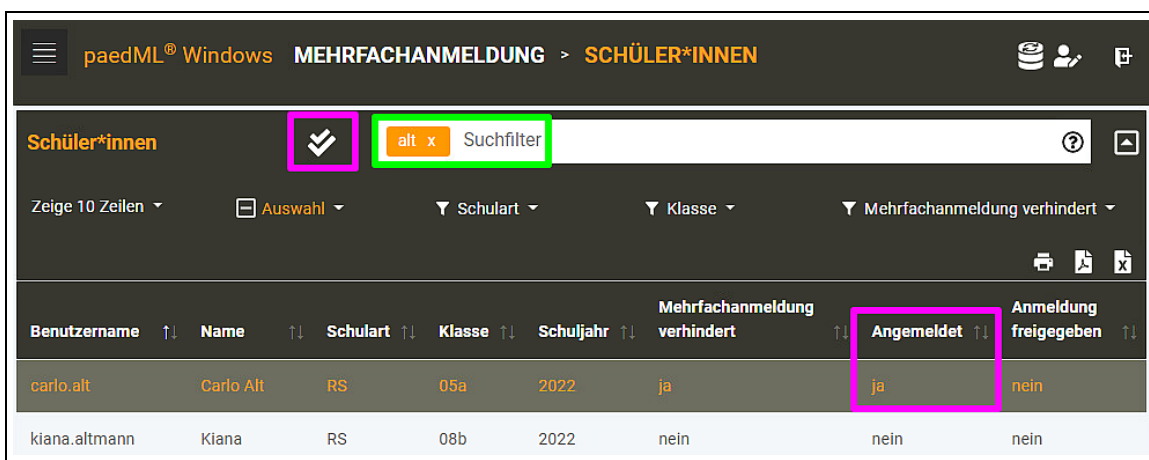 paedML® Windows MEHRFACHANMELDUNG > SCHÜLER*INNEN
Schüler*innen alt x Suchfilter
Zeige 10 Zeilen Auswahl Schulart Klasse Mehrfachanmeldung verhindert
Benutzername Name Schulart Klasse Schuljahr Mehrfachanmeldung verhindert Angemeldet Anmeldung freigegeben
carlo.alt Carlo Alt RS 05a 2022 ja ja nein
kiana.altmann Kiana RS 08b 2022 nein nein nein